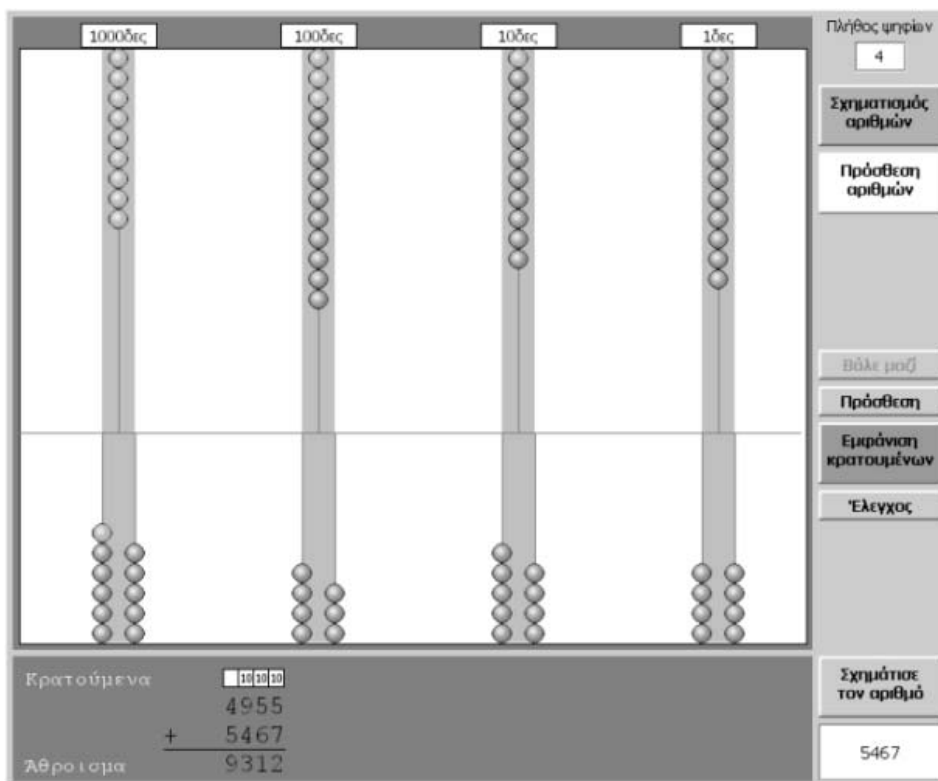 1000δες
100δες
10δες
1δες
Πλήθος ψηφίων
4
Σχηματισμός
αριθμών
Πρόσθεση
αριθμών
Βάλε μαζί
Πρόσθεση
Εμφάνιση
κρατουμένων
Έλεγχος
Σχημάτισε
τον αριθμό
5467
Κρατούμενα 10 10 10
4955
+ 5467
Άθροισμα 9312